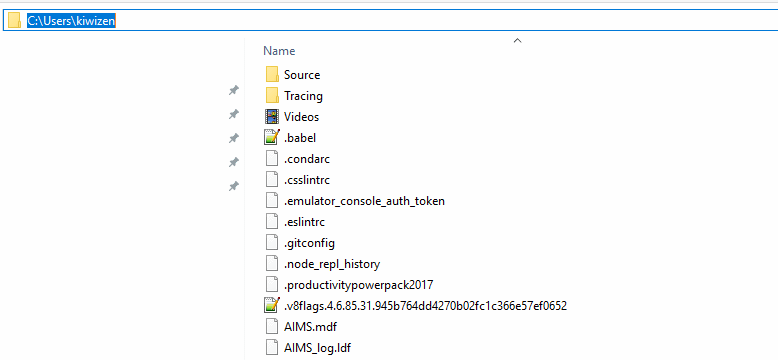 C:\Users\kiwizen
Name
Source
Tracing
Videos
.babel
.condarc
.csslintrc
.emulator_console_auth_token
.eslintrc
.gitconfig
.node_repl_history
.productivitypowerpack2017
.v8flags.4.6.85.31.945b764dd4270b02fc1c366e57ef0652
AIMS.mdf
AIMS_log.ldf